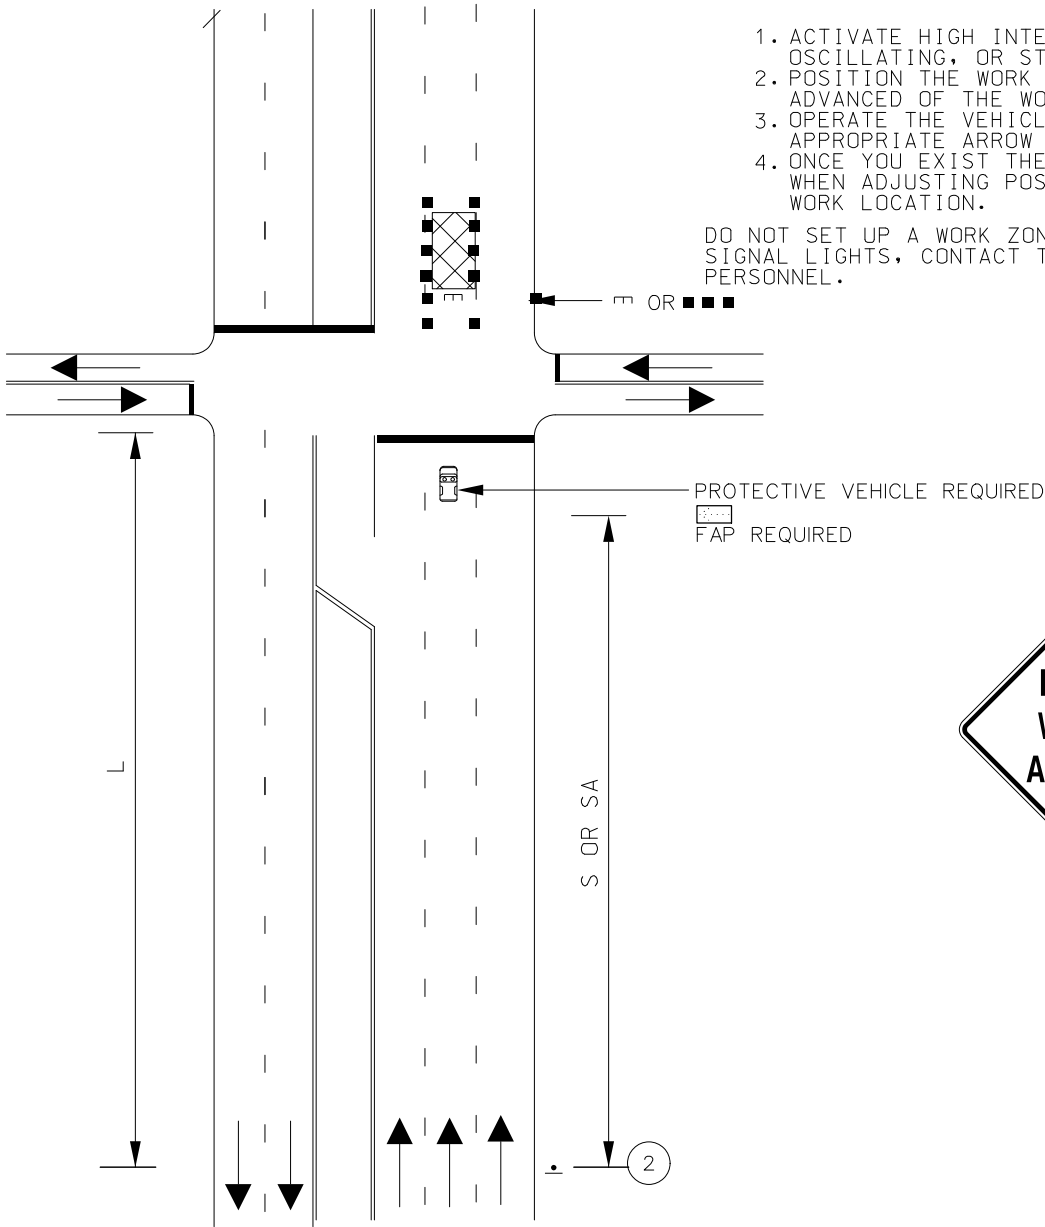 1. ACTIVATE HIGH INTE
OSCILLATING, OR ST
2. POSITION THE WORK
ADVANCED OF THE WO
3. OPERATE THE VEHICL
APPROPRIATE ARROW
4. ONCE YOU EXIST THE
WHEN ADJUSTING POS
WORK LOCATION.
DO NOT SET UP A WORK ZON
SIGNAL LIGHTS, CONTACT T
PERSONNEL.
E
E OR
PROTECTIVE VEHICLE REQUIRED
FAP REQUIRED
L
S OR SA
A
2